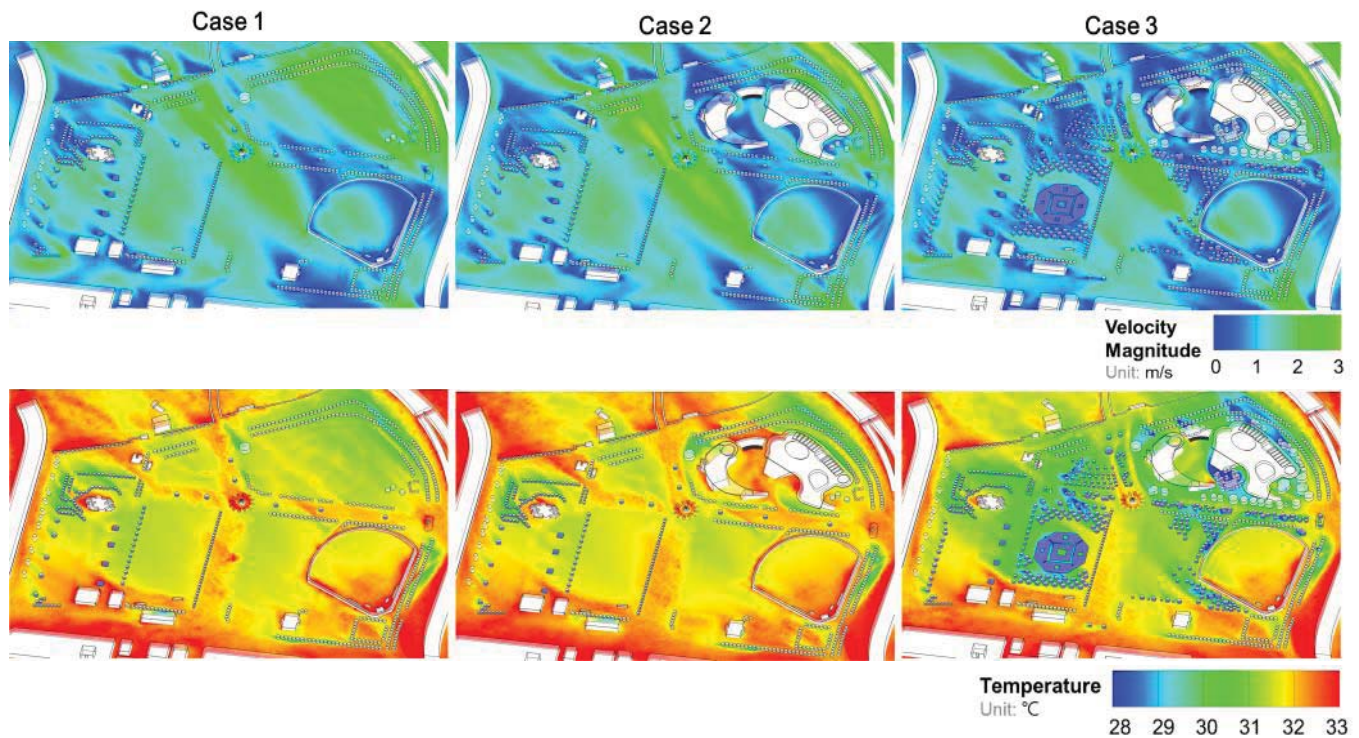 Case 1
Case 2
Case 3
Velocity
Magnitude
Unit: m/s
0 1 2 3
Temperature
Unit: ℃
28 29 30 31 32 33